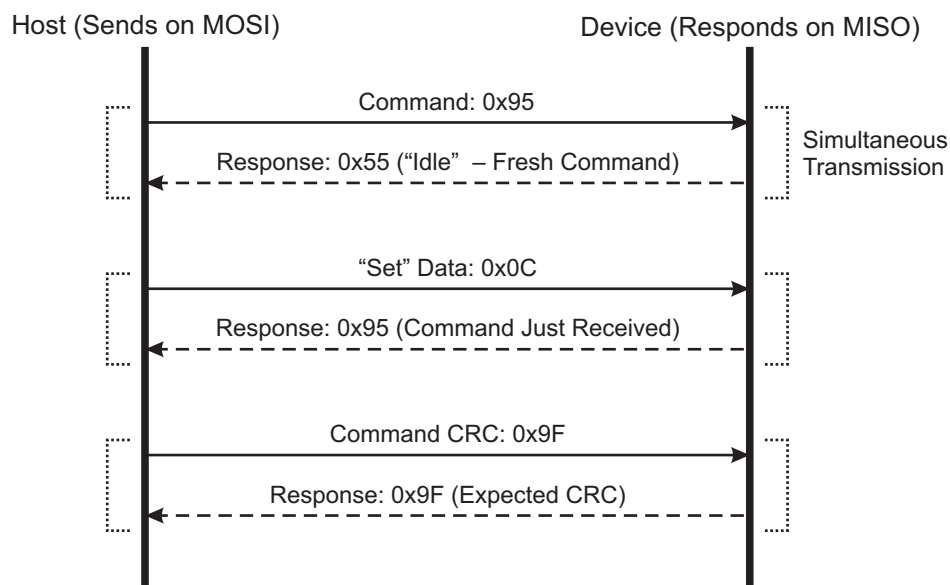 Host (Sends on MOSI)
Device (Responds on MISO)
Command: 0x95
Response: 0x55 (“Idle” – Fresh Command)
Simultaneous
Transmission
“Set” Data: 0x0C
Response: 0x95 (Command Just Received)
Command CRC: 0x9F
Response: 0x9F (Expected CRC)